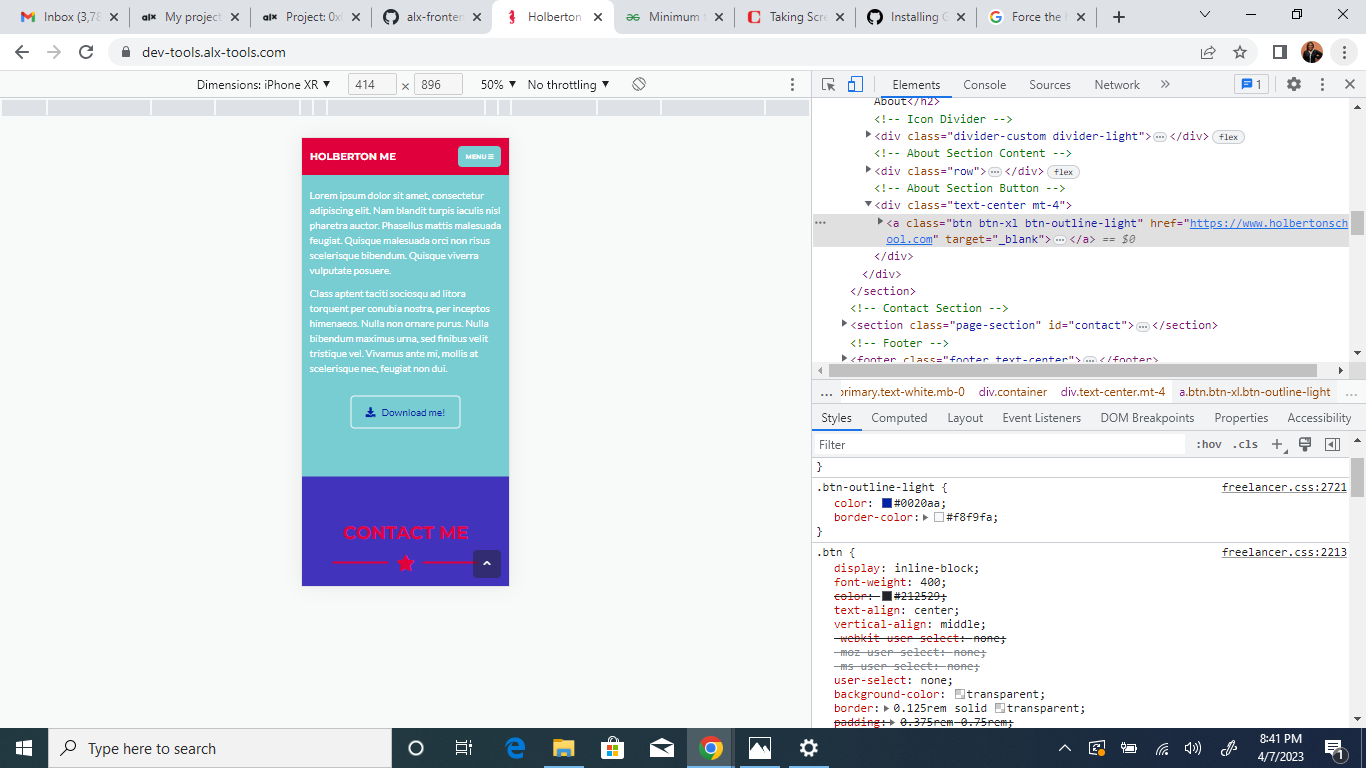 Inbox (3,78
My project
Project: 0x
alx-fronten
Holberton
Minimum
Taking Scre
Installing G
Force the
dev-tools.alx-tools.com
Dimensions: iPhone XR 414 × 896 50% No throttling
Elements Console Sources Network » 1
HOLBERTON ME
MENU
Lorem ipsum dolor sit amet, consectetur
adipiscing elit. Nam blandit turpis iaculis nisl
pharetra auctor. Phasellus mattis malesuada
feugiat. Quisque malesuada orci non risus
scelerisque bibendum. Quisque viverra
vulputate posuere.
Class aptent taciti sociosqu ad litora
torquent per conubia nostra, per inceptos
himenaeos. Nulla non ornare purus. Nulla
bibendum maximus urna, sed finibus velit
tristique vel. Vivamus ante mi, mollis at
scelerisque nec, feugiat non dui.
Download me!
CONTACT ME
About</h2>
<!-- Icon Divider -->
<div class="divider-custom divider-light">…</div> flex
<!-- About Section Content -->
<div class="row">…</div> flex
<!-- About Section Button -->
<div class="text-center mt-4">
<a class="btn btn-xl btn-outline-light" href="https://www.holbertonsch
ool.com" target="_blank">…</a> == $0
</div>
</div>
</section>
<!-- Contact Section -->
<section class="page-section" id="contact">…</section>
<!-- Footer -->
<footer class="footer text-center">…</footer>
… primary.text-white.mb-0 div.container div.text-center.mt-4 a.btn.btn-xl.btn-outline-light …
Styles Computed Layout Event Listeners DOM Breakpoints Properties Accessibility
Filter :hov .cls +
}
.btn-outline-light { freelancer.css:2721
color: #0020aa;
border-color: #f8f9fa;
}
.btn { freelancer.css:2213
display: inline-block;
font-weight: 400;
color: #212529;
text-align: center;
vertical-align: middle;
-webkit-user-select: none;
-moz-user-select: none;
-ms-user-select: none;
user-select: none;
background-color: transparent;
border: 0.125rem solid transparent;
padding: 0.375rem 0.75rem;
Type here to search
8:41 PM
4/7/2023
1